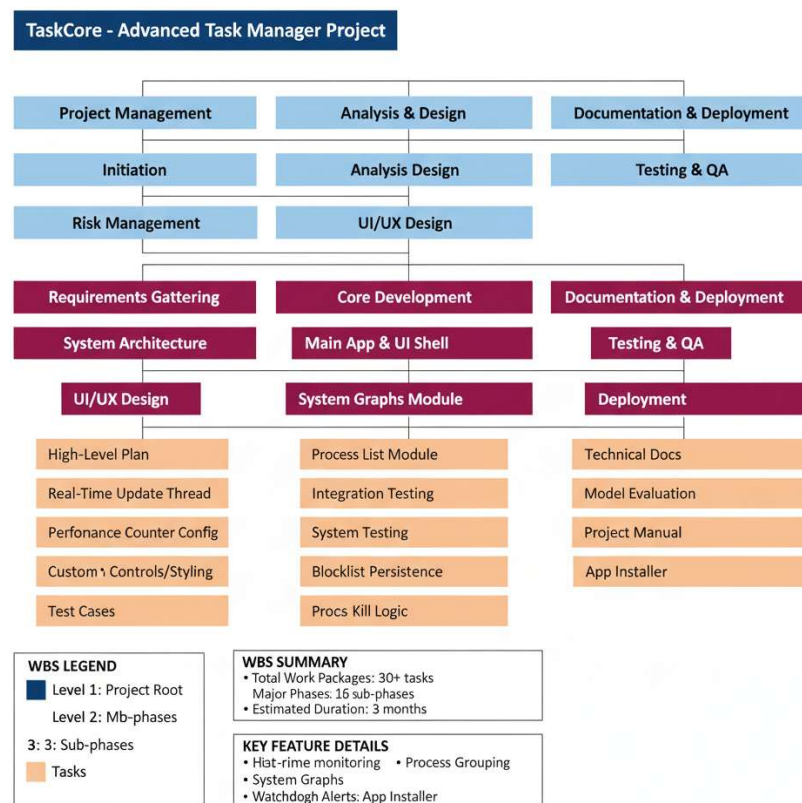 TaskCore - Advanced Task Manager Project
Project Management
Analysis & Design
Documentation & Deployment
Initiation
Analysis Design
Testing & QA
Risk Management
UI/UX Design
Requirements Gattering
Core Development
Documentation & Deployment
System Architecture
Main App & UI Shell
Testing & QA
UI/UX Design
System Graphs Module
Deployment
High-Level Plan
Process List Module
Technical Docs
Real-Time Update Thread
Integration Testing
Model Evaluation
Perfonance Counter Config
System Testing
Project Manual
Custom Controls/Styling
Blocklist Persistence
App Installer
Test Cases
Procs Kill Logic
WBS LEGEND
Level 1: Project Root
Level 2: Mb-phases
3: 3: Sub-phases
Tasks
WBS SUMMARY
• Total Work Packages: 30+ tasks
Major Phases: 16 sub-phases
• Estimated Duration: 3 months
KEY FEATURE DETAILS
• Hiat-rime monitoring • Process Grouping
• System Graphs
• Watchdogh Alerts: App Installer